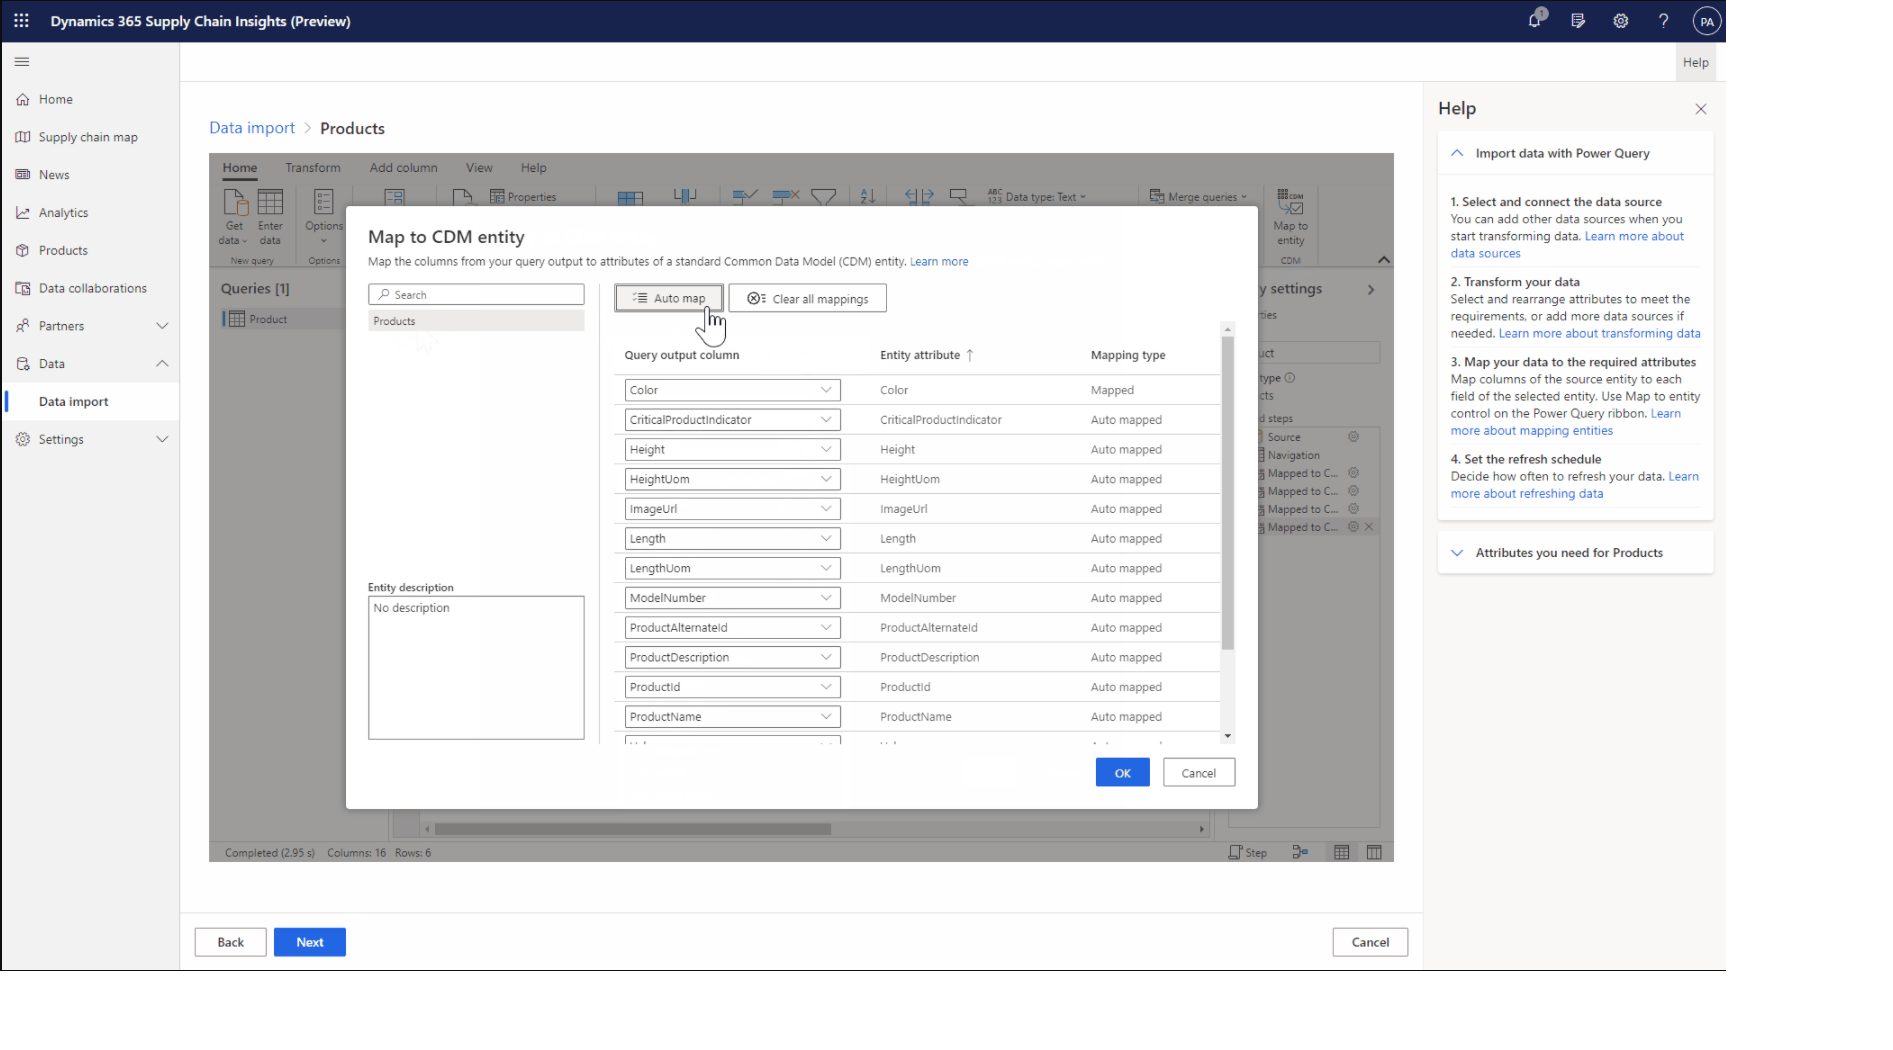 Dynamics 365 Supply Chain Insights (Preview)
1
?
PA
Help
Home
Supply chain map
News
Analytics
Products
Data collaborations
Partners
Data
Data import
Settings
Data import > Products
Home Transform Add column View Help
Get data
Enter data
Options
Properties
ABC 123 Data type: Text
Merge queries
CDM
Map to entity
New query
Options
CDM
Queries [1]
Product
Map to CDM entity
Map the columns from your query output to attributes of a standard Common Data Model (CDM) entity. Learn more
Search
Products
Auto map
Clear all mappings
Query output column Entity attribute ↑ Mapping type
Color Color Mapped
CriticalProductIndicator CriticalProductIndicator Auto mapped
Height Height Auto mapped
HeightUom HeightUom Auto mapped
ImageUrl ImageUrl Auto mapped
Length Length Auto mapped
LengthUom LengthUom Auto mapped
ModelNumber ModelNumber Auto mapped
ProductAlternateId ProductAlternateId Auto mapped
ProductDescription ProductDescription Auto mapped
ProductId ProductId Auto mapped
ProductName ProductName Auto mapped
Entity description
No description
OK
Cancel
y settings
ties
uct
type
cts
d steps
Source
Navigation
Mapped to C...
Mapped to C...
Mapped to C...
Mapped to C...
Completed (2.95 s) Columns: 16 Rows: 6
Step
Back
Next
Cancel
Help
Import data with Power Query
1. Select and connect the data source
You can add other data sources when you
start transforming data. Learn more about
data sources
2. Transform your data
Select and rearrange attributes to meet the
requirements, or add more data sources if
needed. Learn more about transforming data
3. Map your data to the required attributes
Map columns of the source entity to each
field of the selected entity. Use Map to entity
control on the Power Query ribbon. Learn
more about mapping entities
4. Set the refresh schedule
Decide how often to refresh your data. Learn
more about refreshing data
Attributes you need for Products